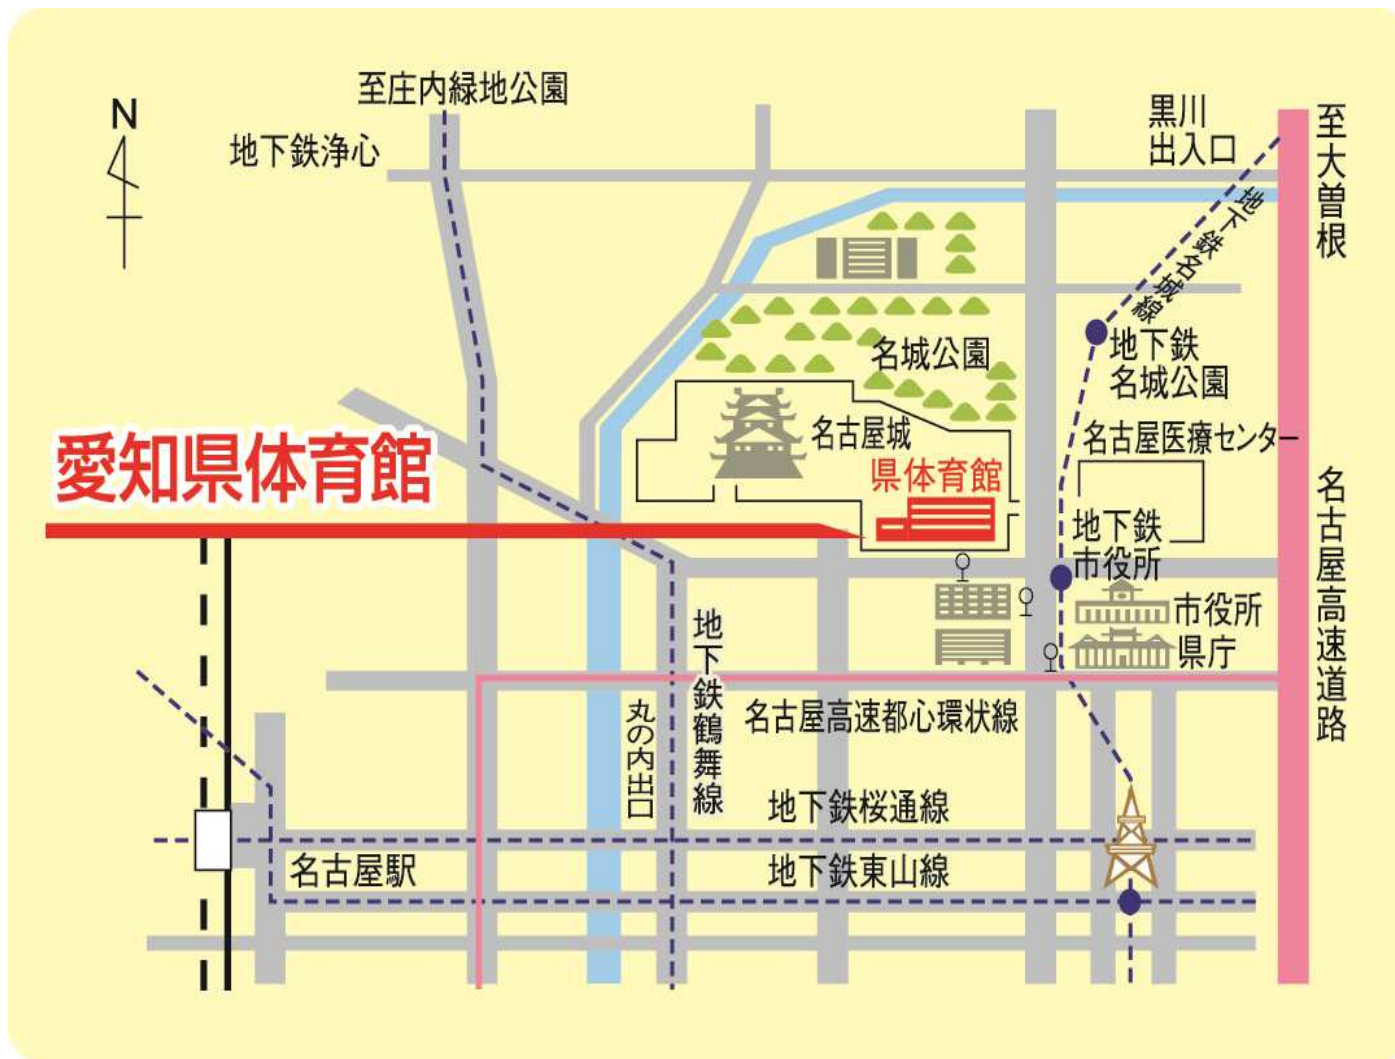 至庄内緑地公園
N
地下鉄浄心
黒川
出入口
至大曽根
地下鉄名城線
地下鉄
名城公園
名城公園
名古屋城
名古屋医療センター
愛知県体育館
県体育館
地下鉄
市役所
市役所
県庁
名古屋高速道路
地下鉄鶴舞線
丸の内出口
名古屋高速都心環状線
地下鉄桜通線
名古屋駅
地下鉄東山線